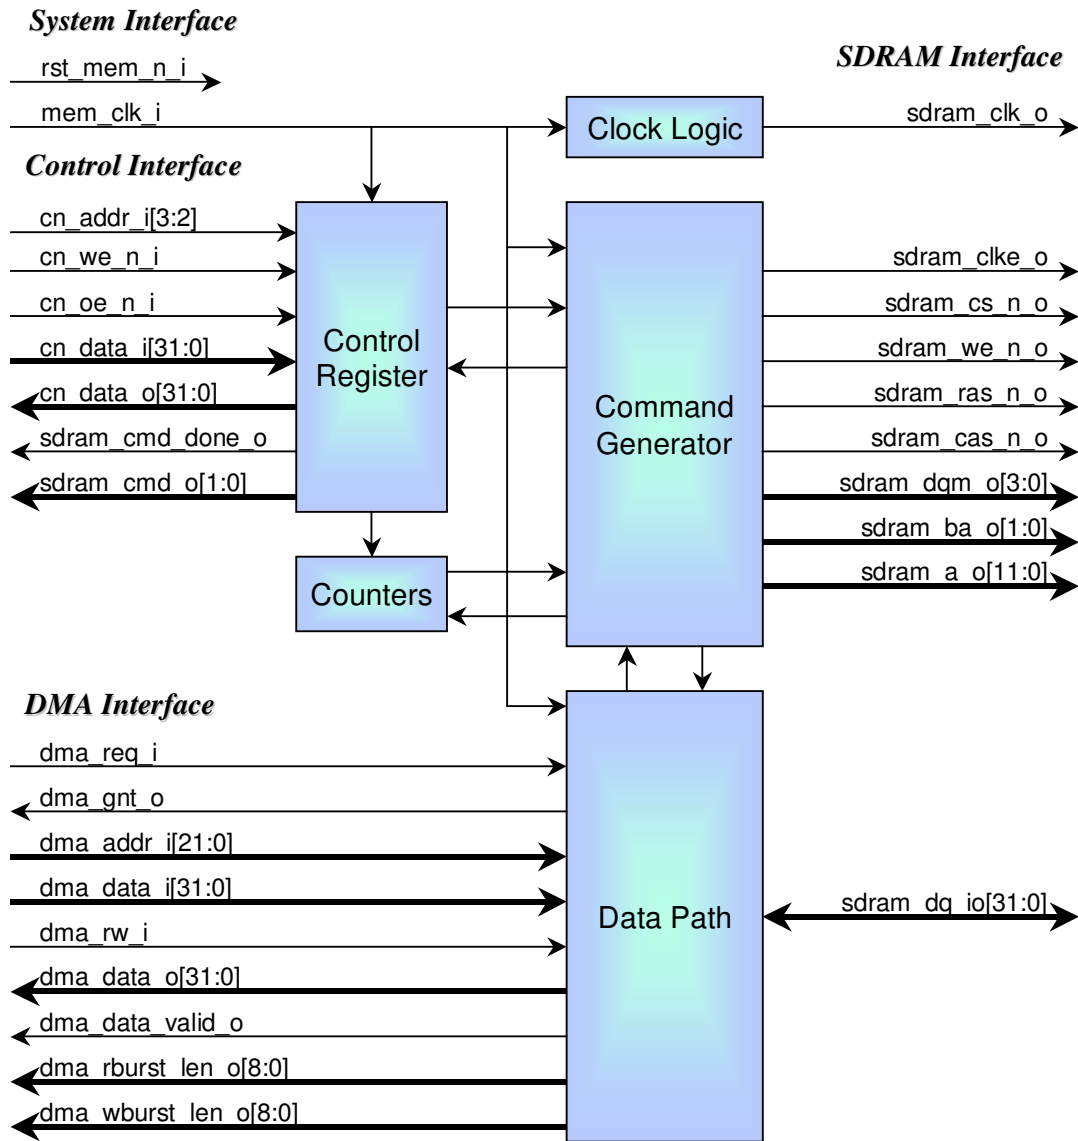 System Interface
rst_mem_n_i
mem_clk_i
SDRAM Interface
Clock Logic
sdram_clk_o
Control Interface
cn_addr_i[3:2]
cn_we_n_i
cn_oe_n_i
cn_data_i[31:0]
cn_data_o[31:0]
sdram_cmd_done_o
sdram_cmd_o[1:0]
Control
Register
Counters
Command
Generator
sdram_clke_o
sdram_cs_n_o
sdram_we_n_o
sdram_ras_n_o
sdram_cas_n_o
sdram_dqm_o[3:0]
sdram_ba_o[1:0]
sdram_a_o[11:0]
DMA Interface
dma_req_i
dma_gnt_o
dma_addr_i[21:0]
dma_data_i[31:0]
dma_rw_i
dma_data_o[31:0]
dma_data_valid_o
dma_rburst_len_o[8:0]
dma_wburst_len_o[8:0]
Data Path
sdram_dq_io[31:0]